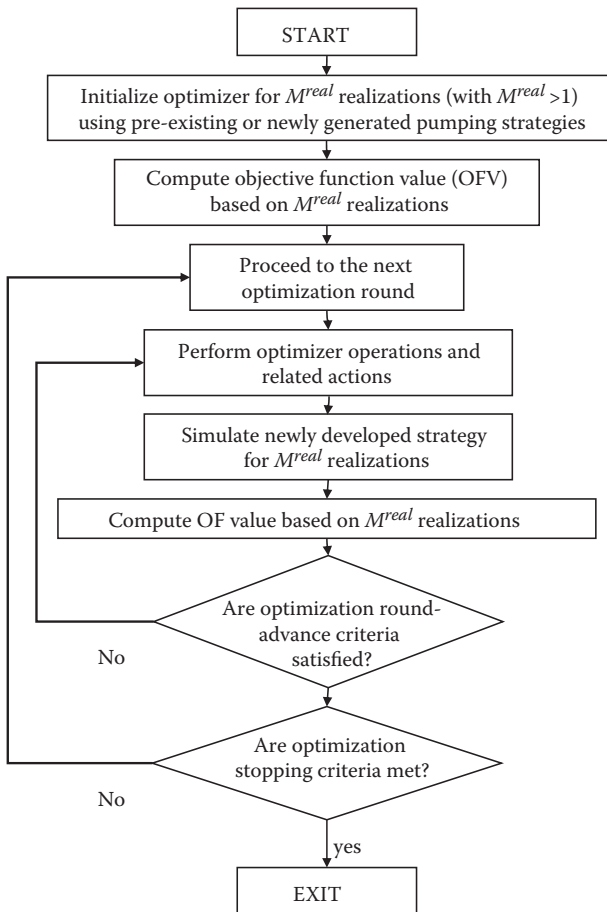 START
Initialize optimizer for M^real realizations (with M^real >1)
using pre-existing or newly generated pumping strategies
Compute objective function value (OFV)
based on M^real realizations
Proceed to the next
optimization round
Perform optimizer operations and
related actions
Simulate newly developed strategy
for M^real realizations
Compute OF value based on M^real realizations
Are optimization round-
advance criteria
satisfied?
No
Are optimization
stopping criteria met?
No
yes
EXIT